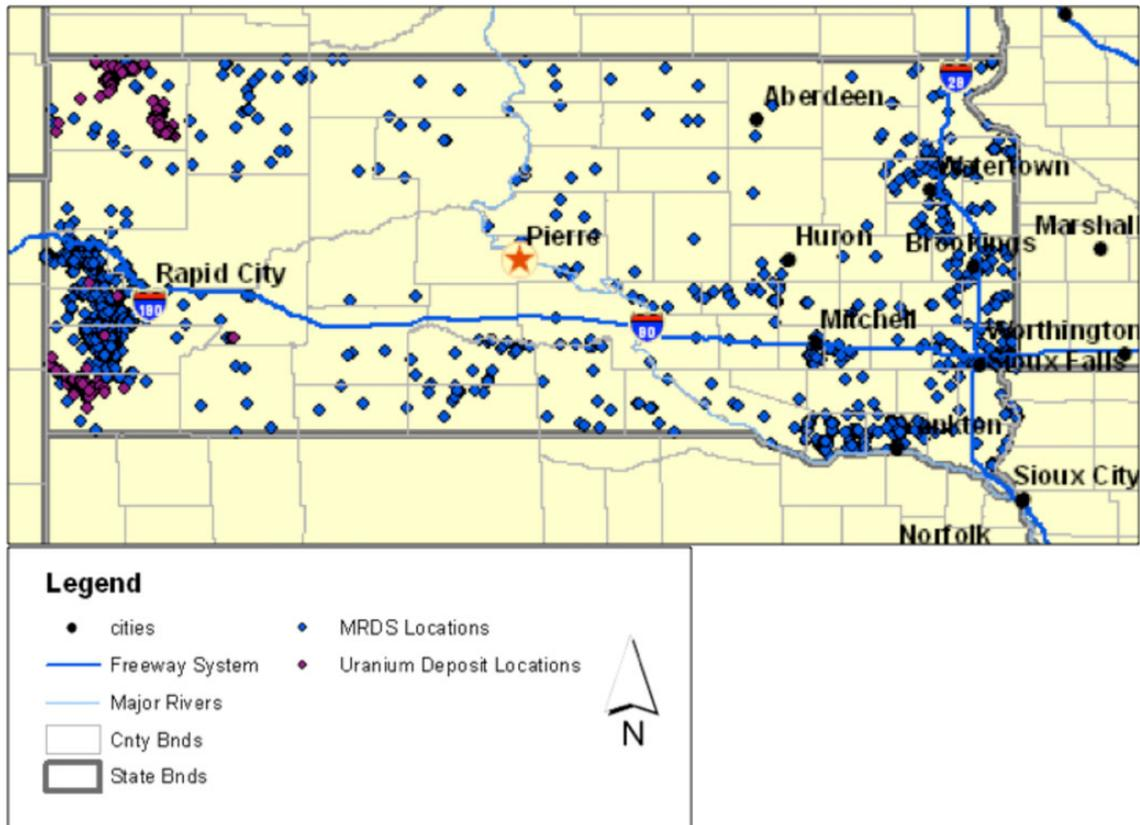 29
Aberdeen
Watertown
Marshall
Pierre
Huron
Brookings
Rapid City
190
90
Mitchell
Worthington
Sioux Falls
Yankton
Sioux City
Norfolk
Legend
cities
MRDS Locations
Freeway System
Uranium Deposit Locations
Major Rivers
Cnty Bnds
State Bnds
N